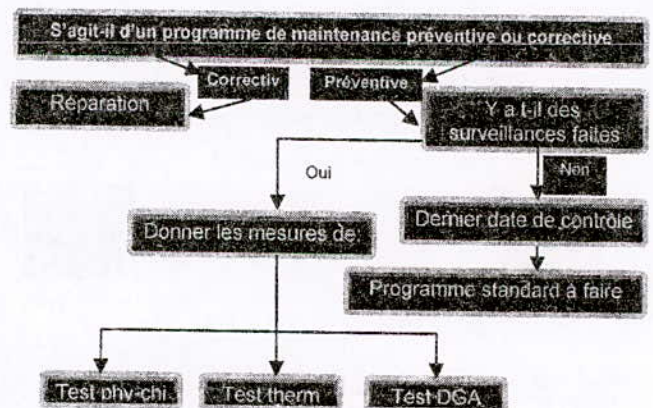 S'agit-il d'un programme de maintenance préventive ou corrective
Correctiv
Préventive
Réparation
Y a t-il des
surveillances faites
Oui
Non
Donner les mesures de:
Dernier date de contrôle
Programme standard à faire
Test phy-chi
Test therm
Test DGA